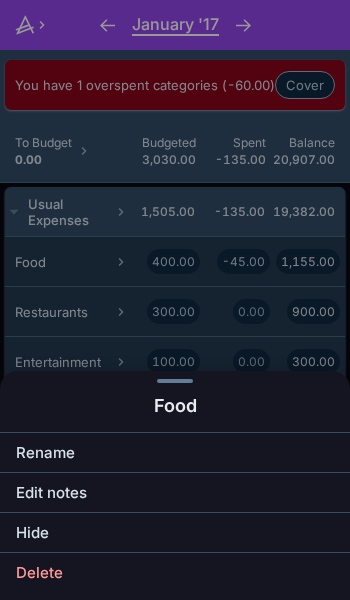 January '17
You have 1 overspent categories (-60.00) Cover
To Budget Budgeted Spent Balance
0.00 3,030.00 -135.00 20,907.00
Usual Expenses 1,505.00 -135.00 19,382.00
Food 400.00 -45.00 1,155.00
Restaurants 300.00 0.00 900.00
Entertainment 100.00 0.00 300.00
Food
Rename
Edit notes
Hide
Delete